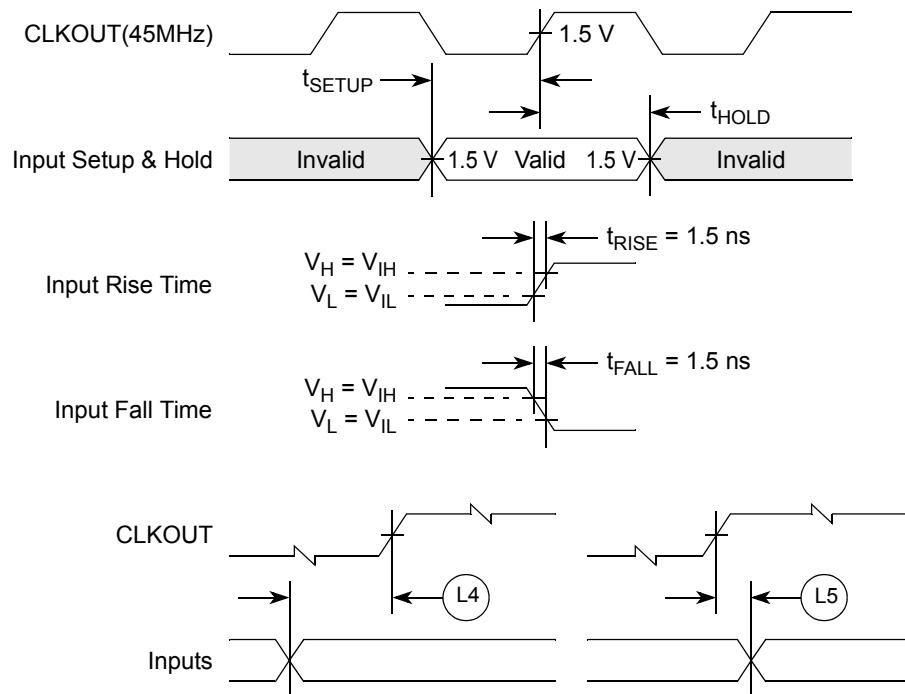 CLKOUT(45MHz)
1.5 V
tSETUP
tHOLD
Input Setup & Hold
Invalid
1.5 V Valid 1.5 V
Invalid
tRISE = 1.5 ns
VH = VIH
Input Rise Time
VL = VIL
tFALL = 1.5 ns
VH = VIH
Input Fall Time
VL = VIL
CLKOUT
L4
L5
Inputs